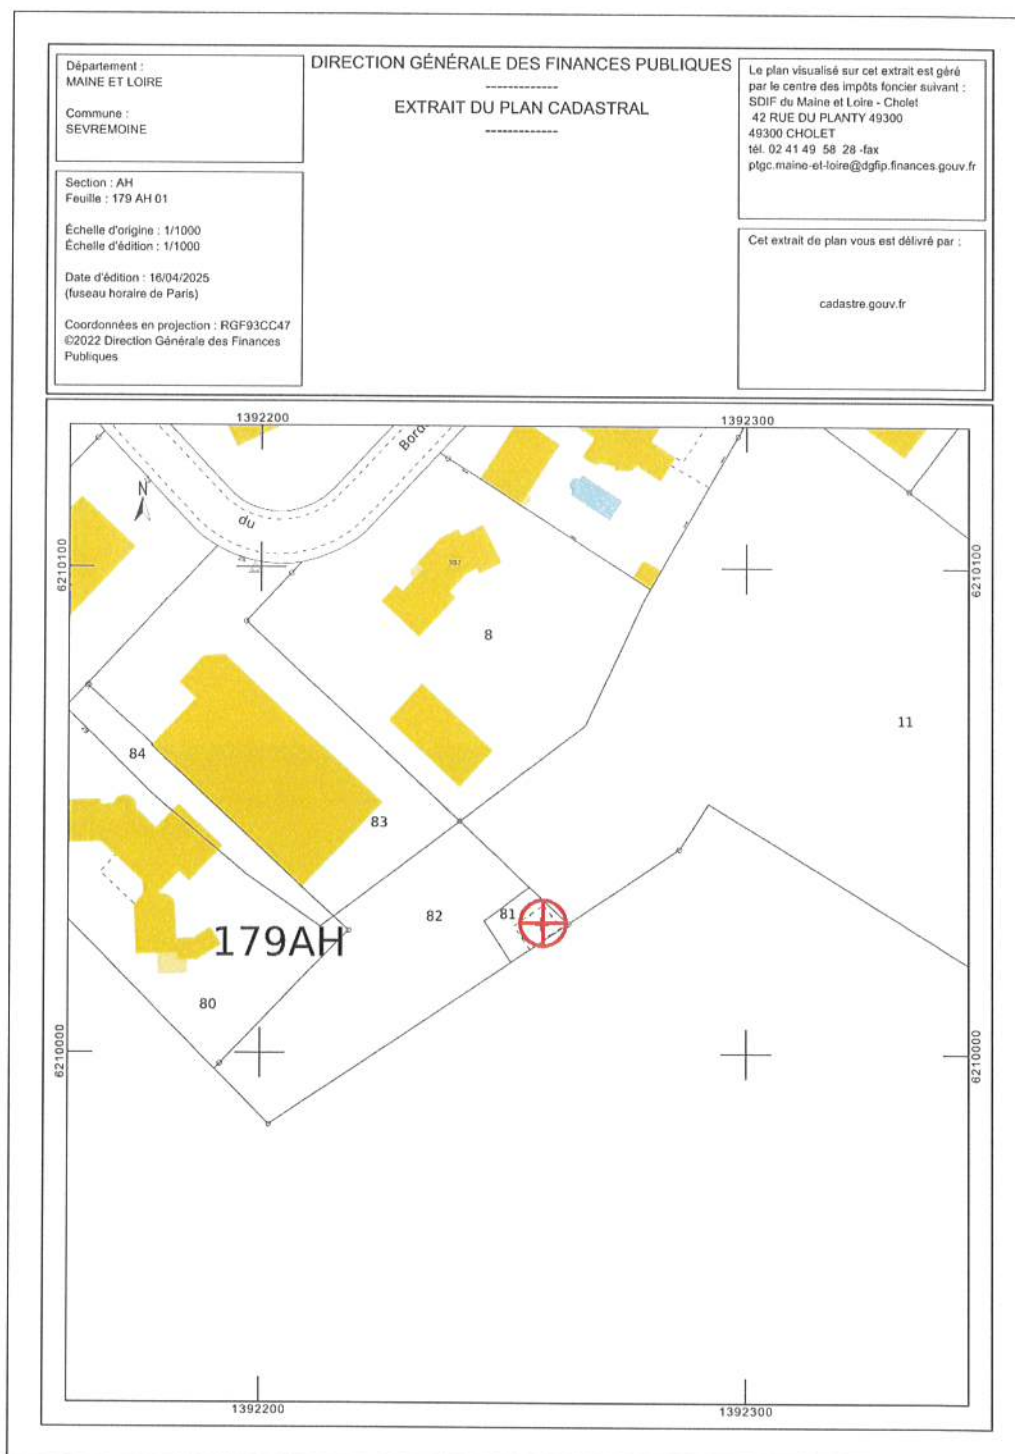 Département :
MAINE ET LOIRE
Commune :
SEVREMOINE
Section : AH
Feuille : 179 AH 01
Échelle d'origine : 1/1000
Échelle d'édition : 1/1000
Date d'édition : 16/04/2025
(fuseau horaire de Paris)
Coordonnées en projection : RGF93CC47
©2022 Direction Générale des Finances
Publiques
DIRECTION GÉNÉRALE DES FINANCES PUBLIQUES
-------------
EXTRAIT DU PLAN CADASTRAL
-------------
Le plan visualisé sur cet extrait est géré
par le centre des impôts foncier suivant :
SDIF du Maine et Loire - Cholet
42 RUE DU PLANTY 49300
49300 CHOLET
tél. 02 41 49 58 28 -fax
ptgc.maine-et-loire@dgfip.finances.gouv.fr
Cet extrait de plan vous est délivré par :
cadastre.gouv.fr
1392200
1392300
N
du
Bord
6210100
6210100
8
11
84
83
82
81
179AH
80
6210000
6210000
1392200
1392300